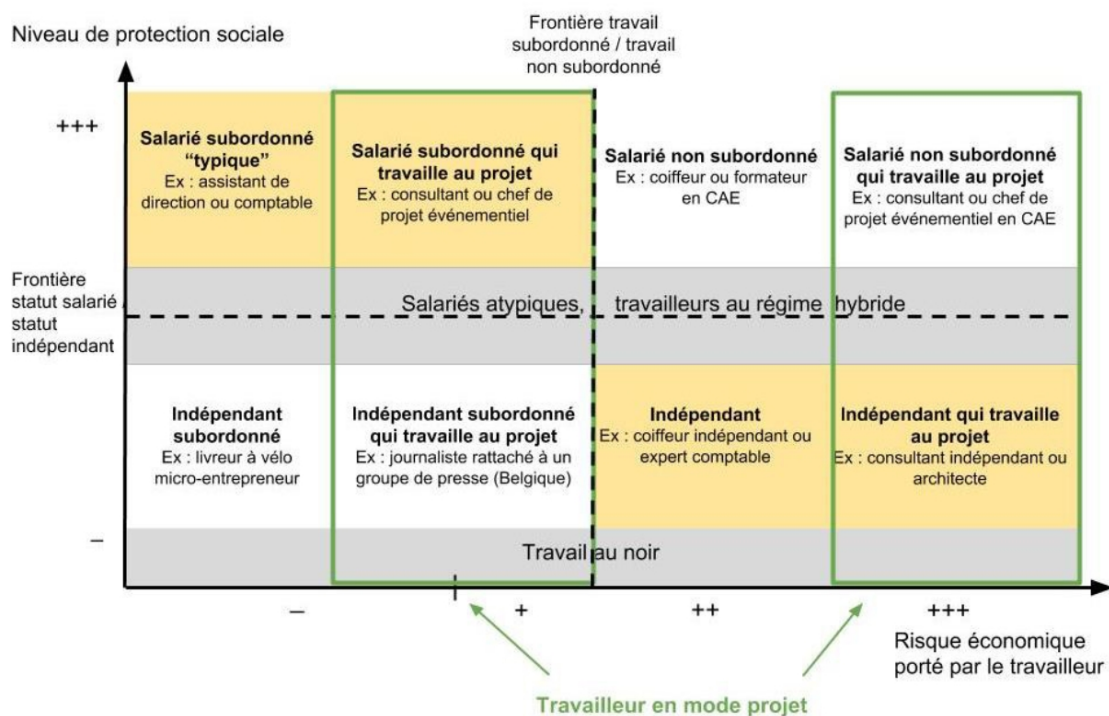 Niveau de protection sociale
Frontière travail
subordonné / travail
non subordonné
+++
Salarié subordonné
“typique”
Ex : assistant de
direction ou comptable
Salarié subordonné qui
travaille au projet
Ex : consultant ou chef de
projet événementiel
Salarié non subordonné
Ex : coiffeur ou formateur
en CAE
Salarié non subordonné
qui travaille au projet
Ex : consultant ou chef de
projet événementiel en CAE
Frontière
statut salarié /
statut
indépendant
Salariés atypiques, travailleurs au régime hybride
Indépendant
subordonné
Ex : livreur à vélo
micro-entrepreneur
Indépendant subordonné
qui travaille au projet
Ex : journaliste rattaché à un
groupe de presse (Belgique)
Indépendant
Ex : coiffeur indépendant ou
expert comptable
Indépendant qui travaille
au projet
Ex : consultant indépendant ou
architecte
–
Travail au noir
– + ++ +++
Risque économique
porté par le travailleur
Travailleur en mode projet